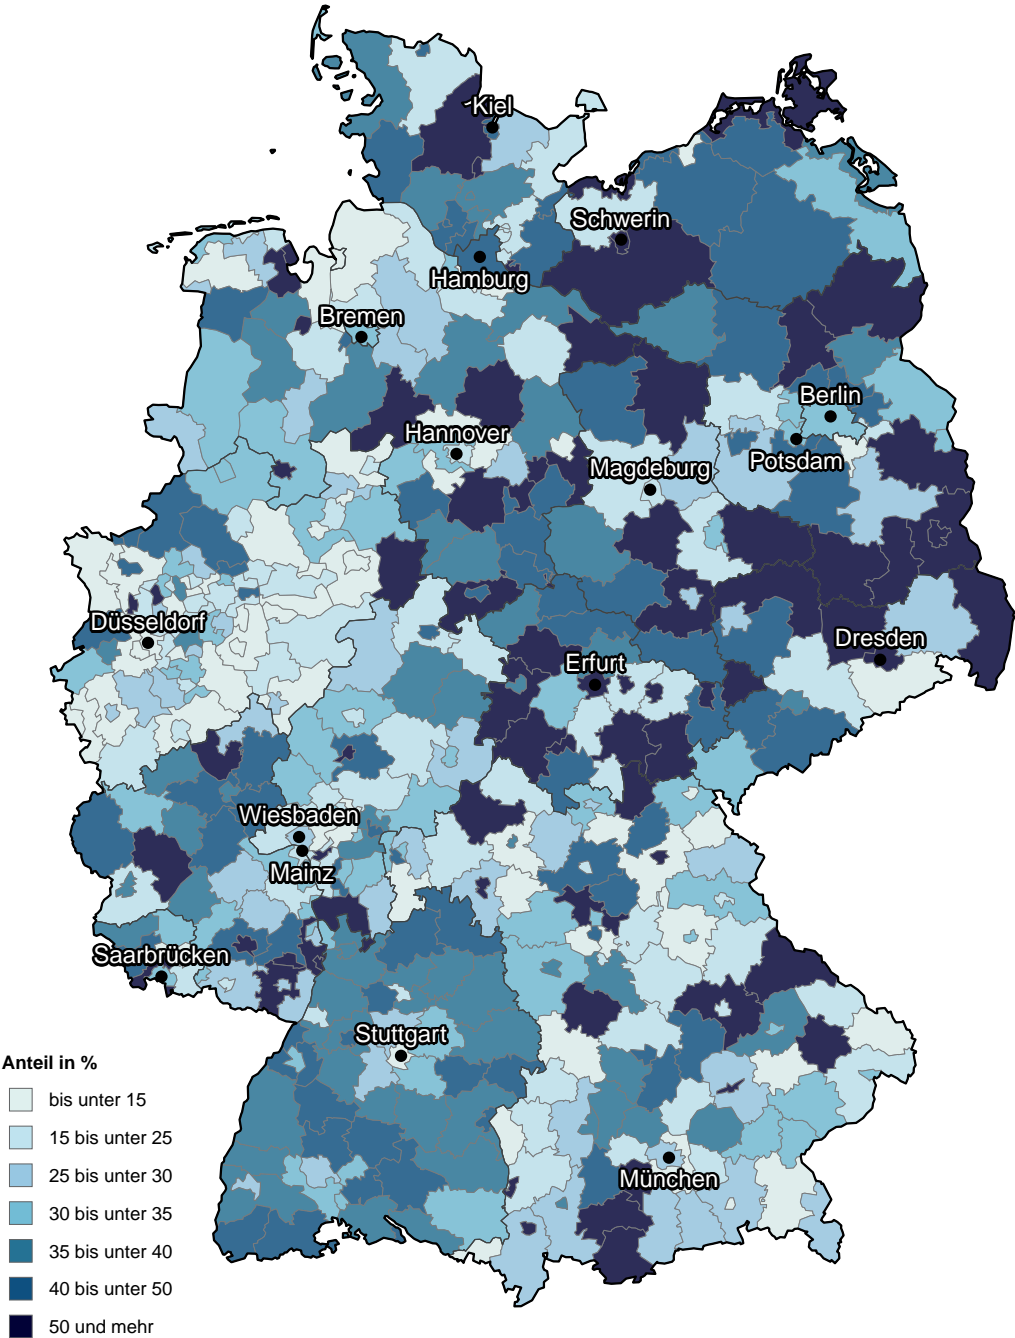 Kiel
Schwerin
Hamburg
Bremen
Berlin
Hannover
Potsdam
Magdeburg
Düsseldorf
Dresden
Erfurt
Wiesbaden
Mainz
Saarbrücken
Stuttgart
München
Anteil in %
bis unter 15
15 bis unter 25
25 bis unter 30
30 bis unter 35
35 bis unter 40
40 bis unter 50
50 und mehr